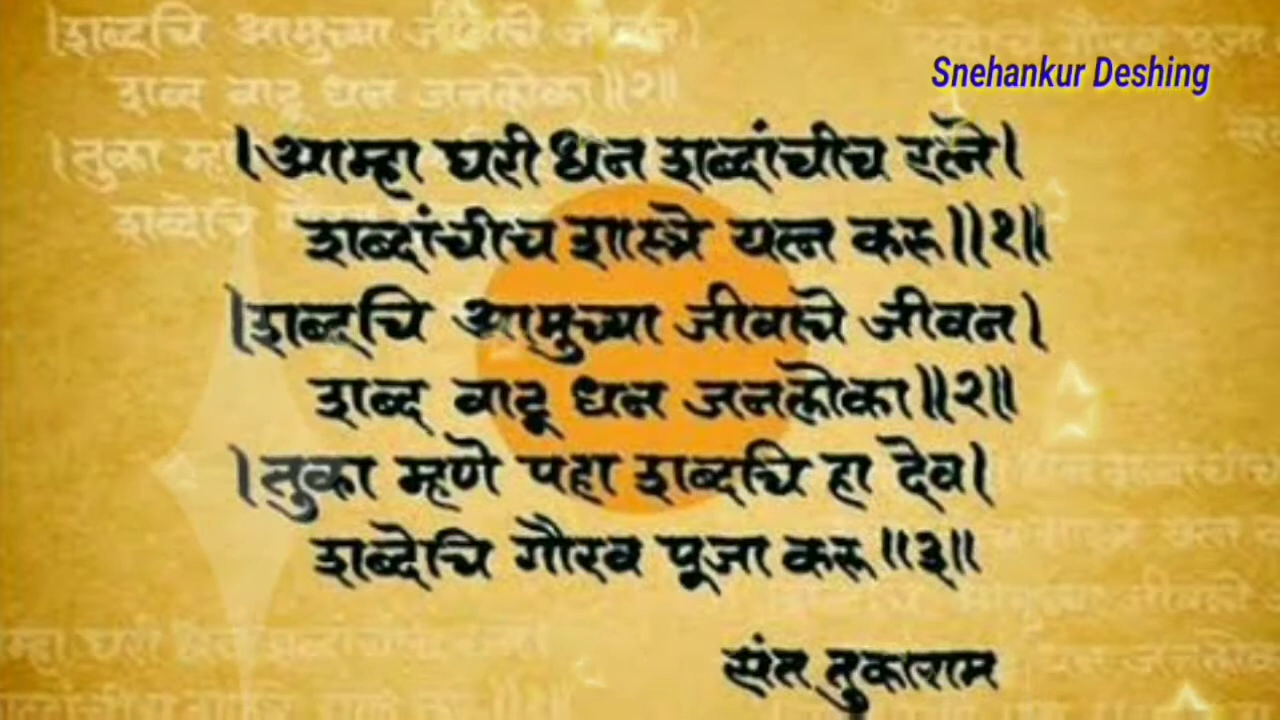 Snehankur Deshing
।आम्हा घरी धन शब्दांचीच रत्ने।
शब्दांचीच शास्त्रे यत्न करू॥१॥
।शब्दचि आमुच्या जीवाचे जीवन।
शब्द वाटू धन जनलोका॥२॥
।तुका म्हणे पहा शब्दचि हा देव।
शब्देचि गौरव पूजा करू॥३॥
संत तुकाराम